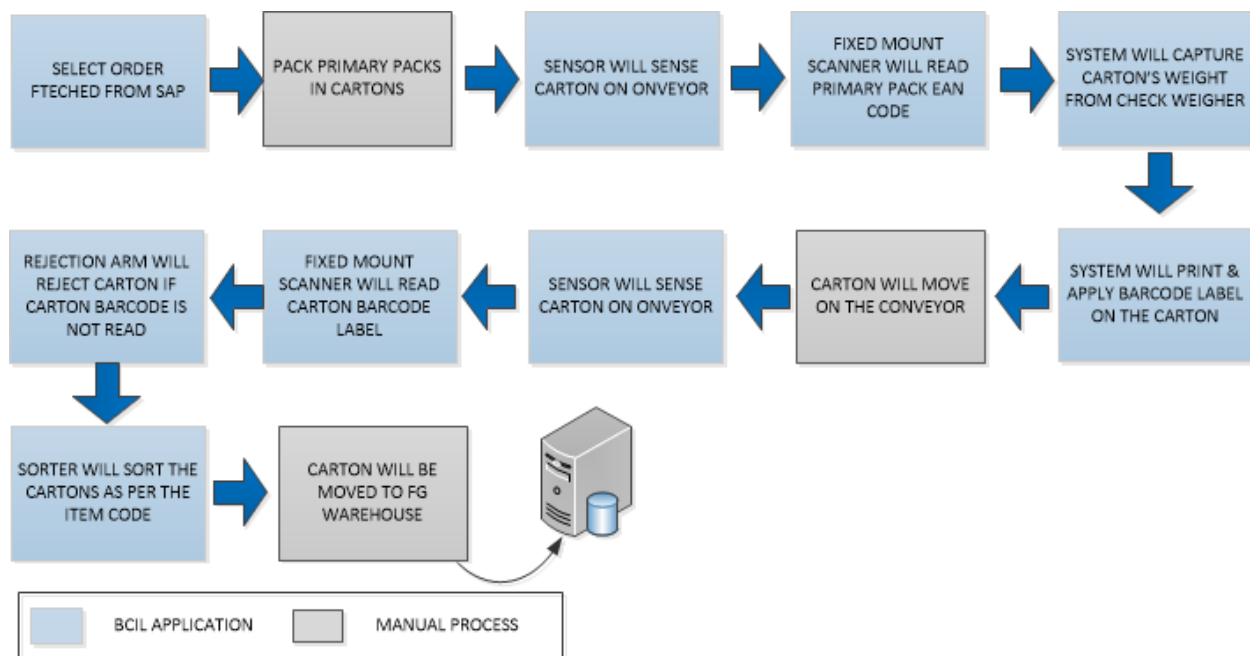 SELECT ORDER
FTECHED FROM SAP
PACK PRIMARY PACKS
IN CARTONS
SENSOR WILL SENSE
CARTON ON ONVEYOR
FIXED MOUNT
SCANNER WILL READ
PRIMARY PACK EAN
CODE
SYSTEM WILL CAPTURE
CARTON'S WEIGHT
FROM CHECK WEIGHER
SYSTEM WILL PRINT &
APPLY BARCODE LABEL
ON THE CARTON
CARTON WILL MOVE
ON THE CONVEYOR
SENSOR WILL SENSE
CARTON ON ONVEYOR
FIXED MOUNT
SCANNER WILL READ
CARTON BARCODE
LABEL
REJECTION ARM WILL
REJECT CARTON IF
CARTON BARCODE IS
NOT READ
SORTER WILL SORT THE
CARTONS AS PER THE
ITEM CODE
CARTON WILL BE
MOVED TO FG
WAREHOUSE
BCIL APPLICATION
MANUAL PROCESS